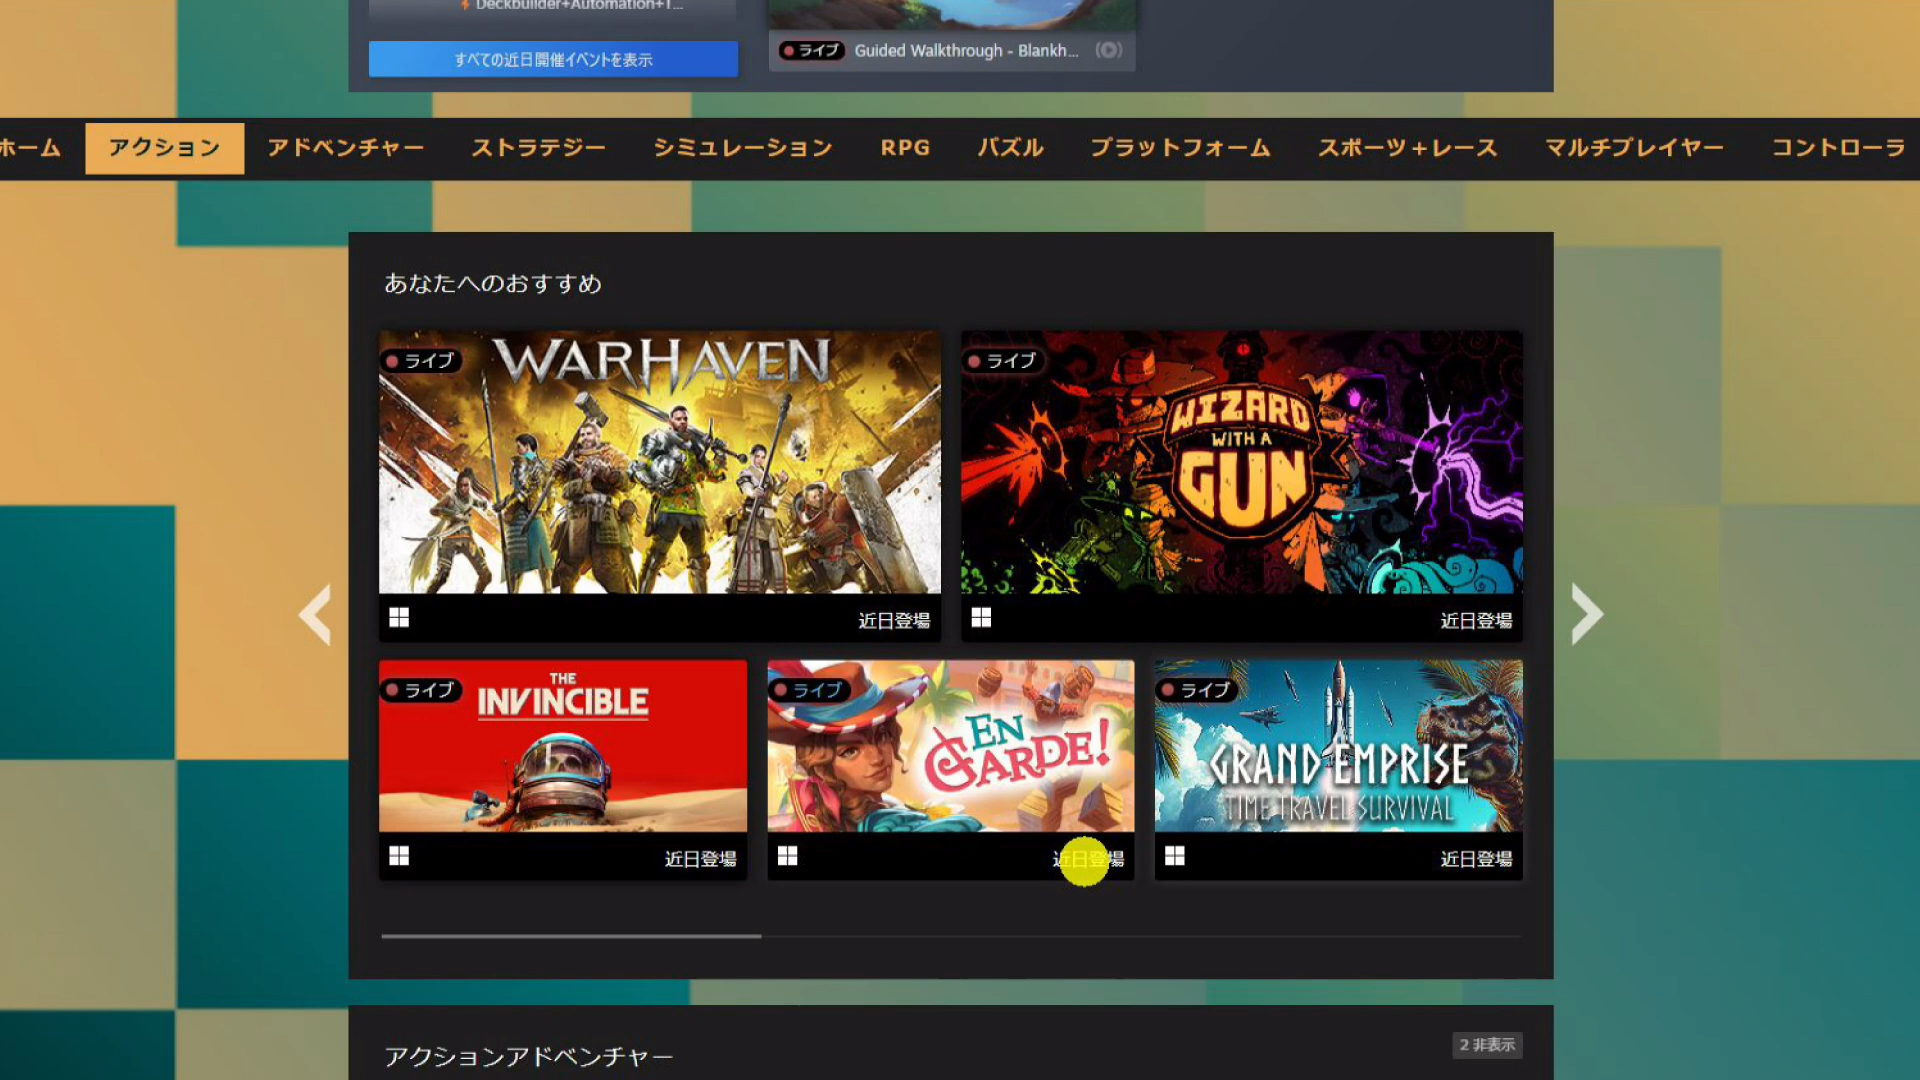 Deckbuilder+Automation+T...
すべての近日開催イベントを表示
ライブ Guided Walkthrough - Blankh...
ホーム アクション アドベンチャー ストラテジー シミュレーション RPG パズル プラットフォーム スポーツ+レース マルチプレイヤー コントローラ
あなたへのおすすめ
ライブ
WARHAVEN
近日登場
ライブ
WIZARD
WITH A
GUN
近日登場
ライブ
THE
INVINCIBLE
近日登場
ライブ
EN
GARDE!
近日登場
ライブ
GRAND EMPRISE
TIME TRAVEL SURVIVAL
近日登場
アクションアドベンチャー
2 非表示